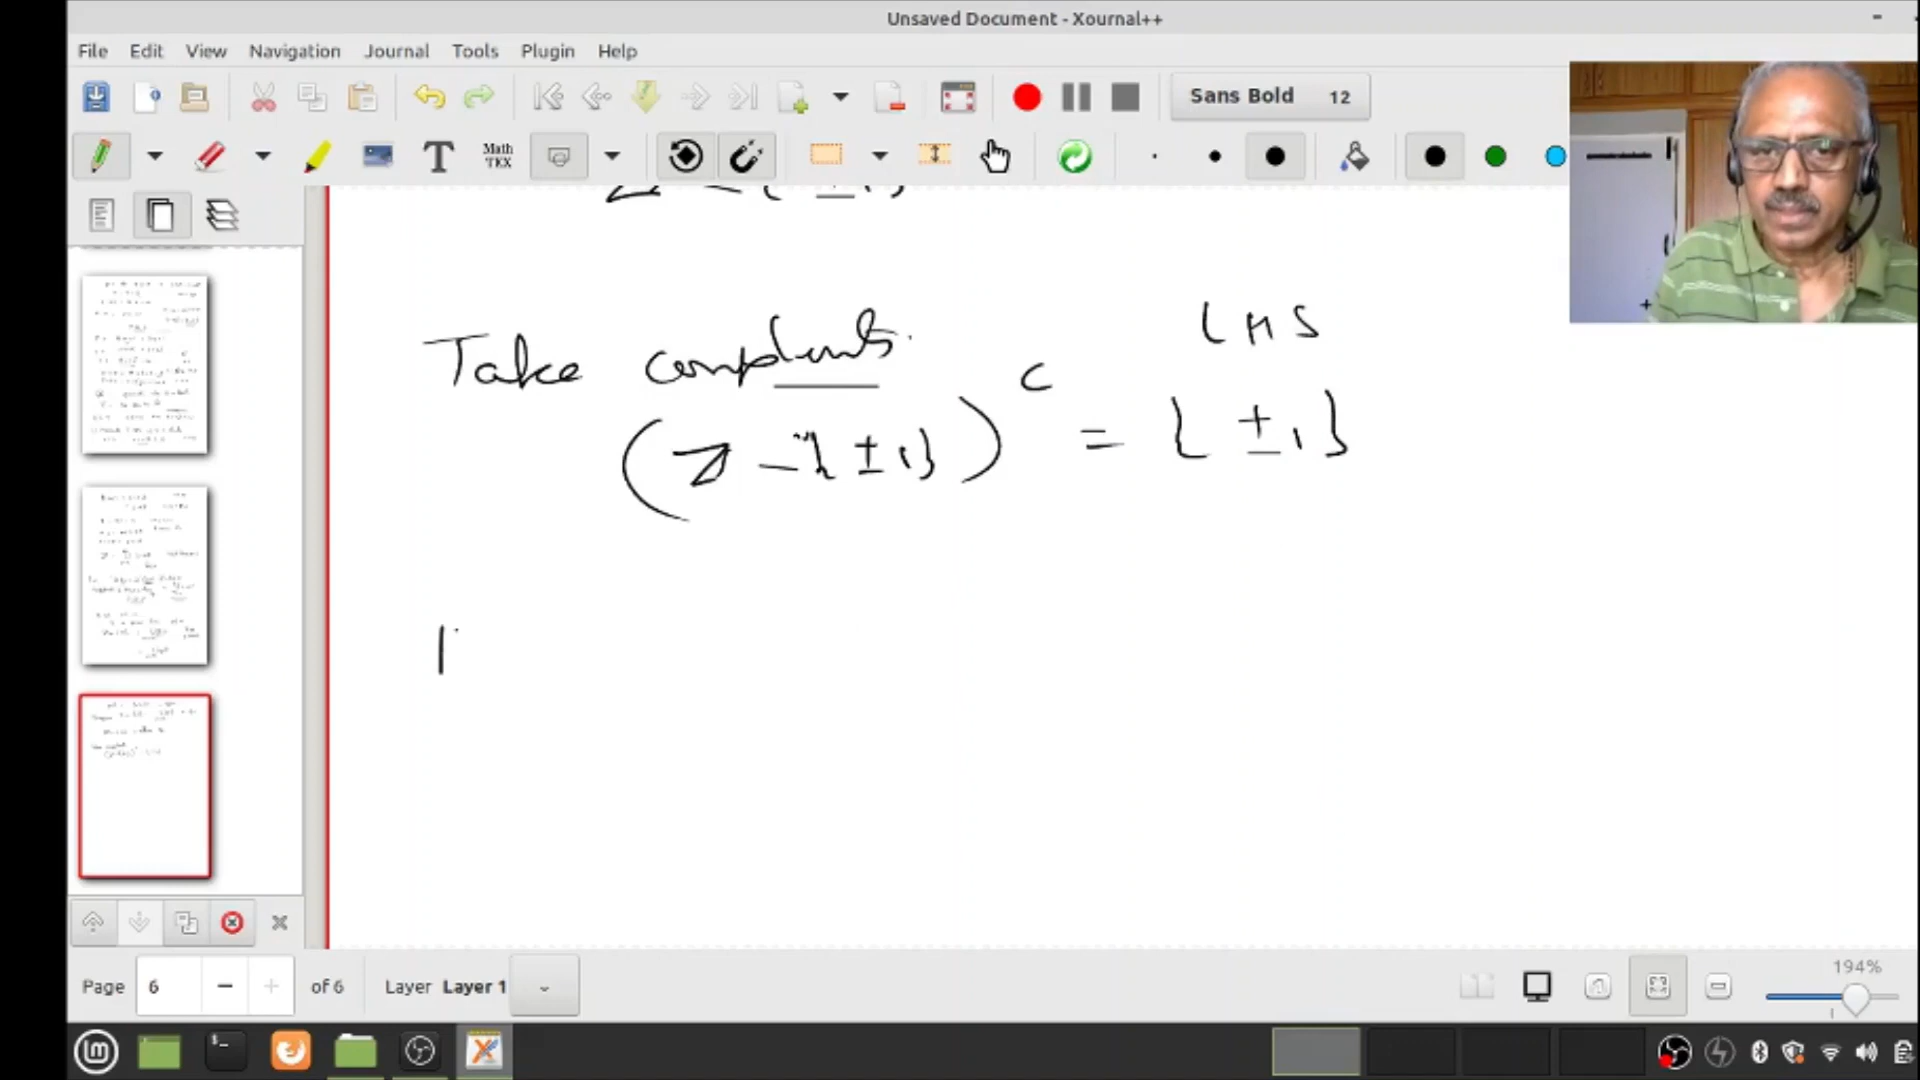 Unsaved Document - Xournal++
File Edit View Navigation Journal Tools Plugin Help
Sans Bold 12
T Math TEX
Z - { ± 1 }
Take LHS
( Z - { ± 1 } ) c = { ± 1 }
Page 6 of 6 Layer Layer 1
194%